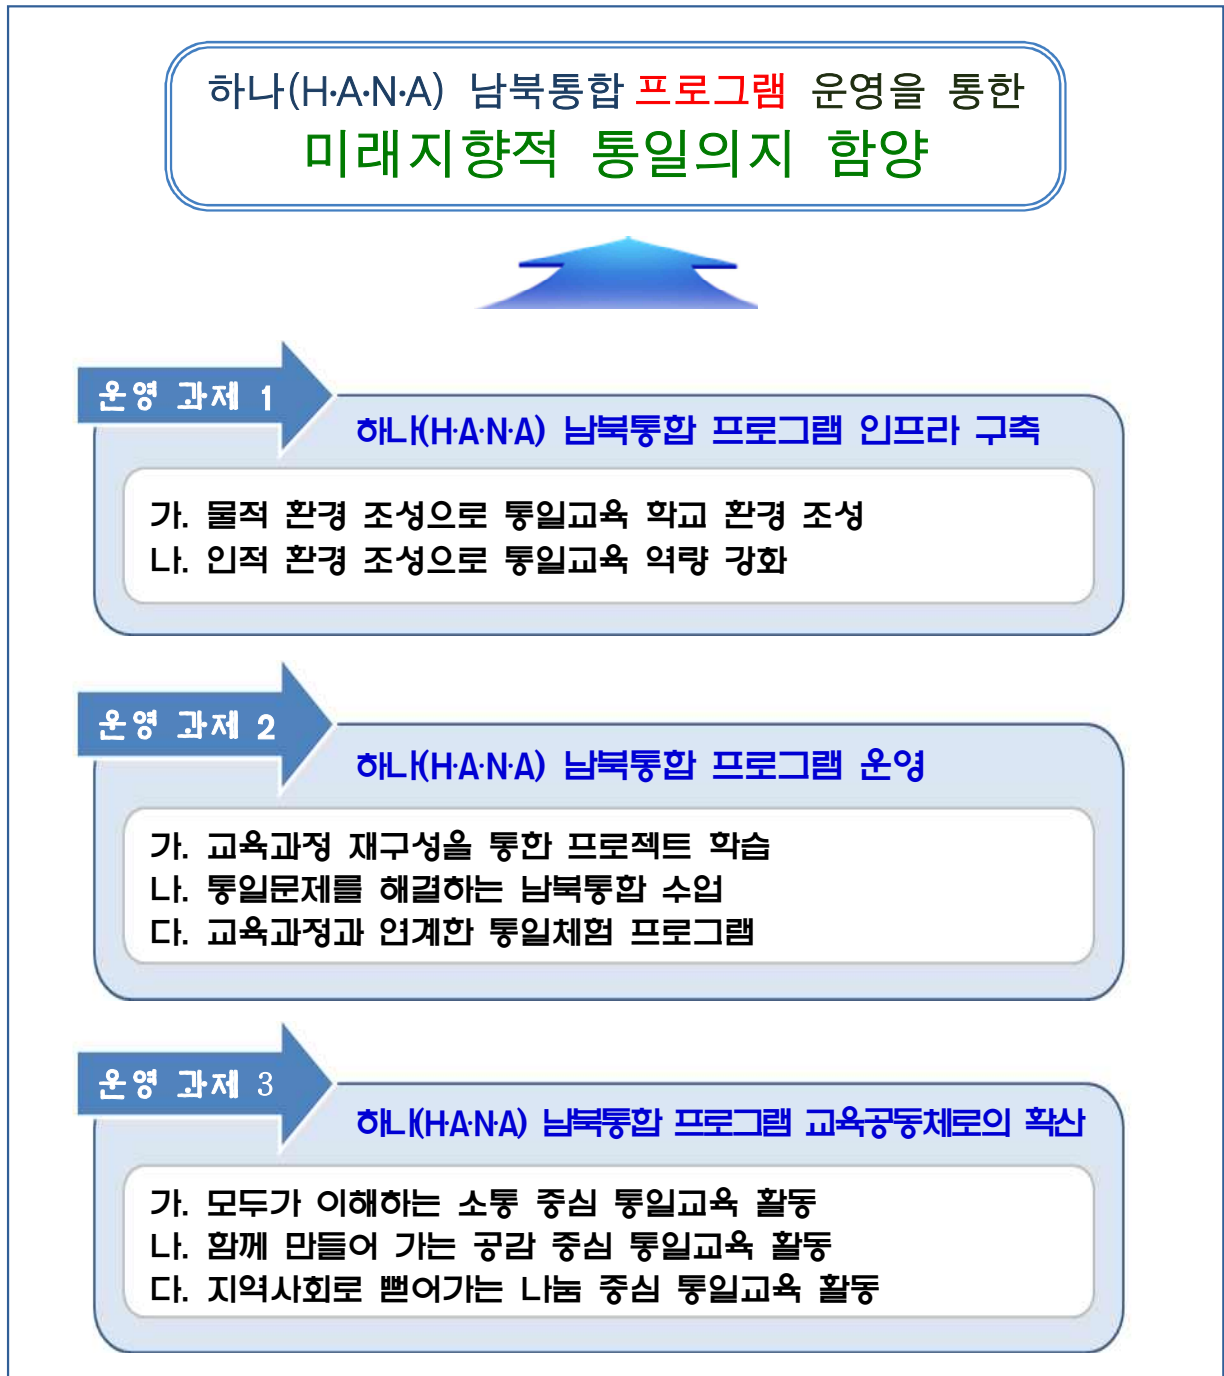 하나(H·A·N·A) 남북통합 프로그램 운영을 통한
미래지향적 통일의지 함양
운영 과제 1
하나(H·A·N·A) 남북통합 프로그램 인프라 구축
가. 물적 환경 조성으로 통일교육 학교 환경 조성
나. 인적 환경 조성으로 통일교육 역량 강화
운영 과제 2
하나(H·A·N·A) 남북통합 프로그램 운영
가. 교육과정 재구성을 통한 프로젝트 학습
나. 통일문제를 해결하는 남북통합 수업
다. 교육과정과 연계한 통일체험 프로그램
운영 과제 3
하나(H·A·N·A) 남북통합 프로그램 교육공동체로의 확산
가. 모두가 이해하는 소통 중심 통일교육 활동
나. 함께 만들어 가는 공감 중심 통일교육 활동
다. 지역사회로 뻗어가는 나눔 중심 통일교육 활동